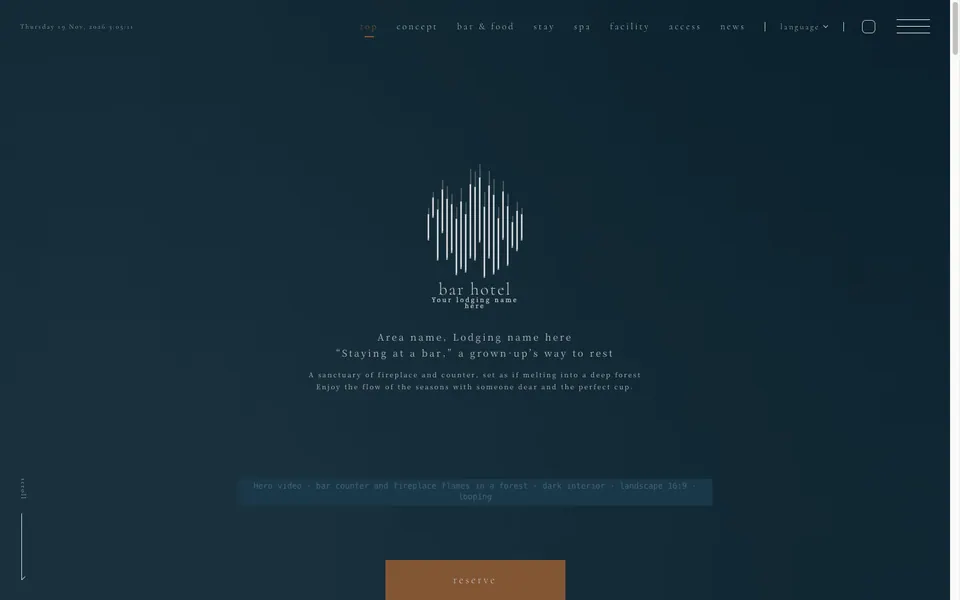 Thursday 19 Nov. 2026 9:05:11
top
concept
bar & food
stay
spa
facility
access
news
language
bar hotel
Your lodging name
here
Area name, Lodging name here
"Staying at a bar," a grown-up's way to rest
A sanctuary of fireplace and counter, set as if melting into a deep forest
Enjoy the flow of the seasons with someone dear and the perfect cup.
Hero video · bar counter and fireplace flames in a forest · dark interior · landscape 16:9 ·
looping
scroll
reserve